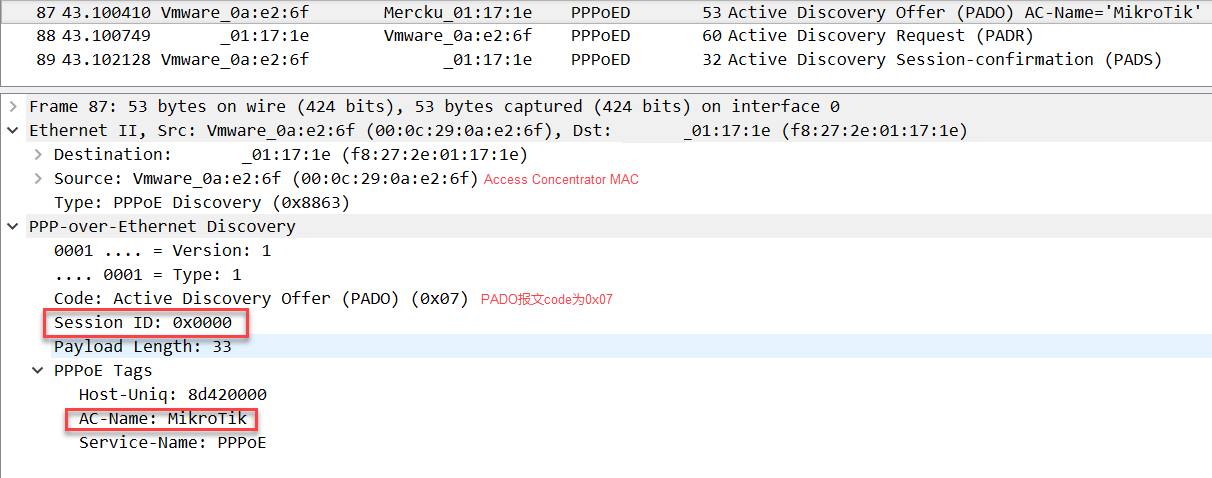 87 43.100410 Vmware_0a:e2:6f Mercku_01:17:1e PPPoED 53 Active Discovery Offer (PADO) AC-Name='MikroTik'
88 43.100749 _01:17:1e Vmware_0a:e2:6f PPPoED 60 Active Discovery Request (PADR)
89 43.102128 Vmware_0a:e2:6f _01:17:1e PPPoED 32 Active Discovery Session-confirmation (PADS)
Frame 87: 53 bytes on wire (424 bits), 53 bytes captured (424 bits) on interface 0
Ethernet II, Src: Vmware_0a:e2:6f (00:0c:29:0a:e2:6f), Dst: _01:17:1e (f8:27:2e:01:17:1e)
Destination: _01:17:1e (f8:27:2e:01:17:1e)
Source: Vmware_0a:e2:6f (00:0c:29:0a:e2:6f) Access Concentrator MAC
Type: PPPoE Discovery (0x8863)
PPP-over-Ethernet Discovery
0001 .... = Version: 1
.... 0001 = Type: 1
Code: Active Discovery Offer (PADO) (0x07) PADO报文code为0x07
Session ID: 0x0000
Payload Length: 33
PPPoE Tags
Host-Uniq: 8d420000
AC-Name: MikroTik
Service-Name: PPPoE